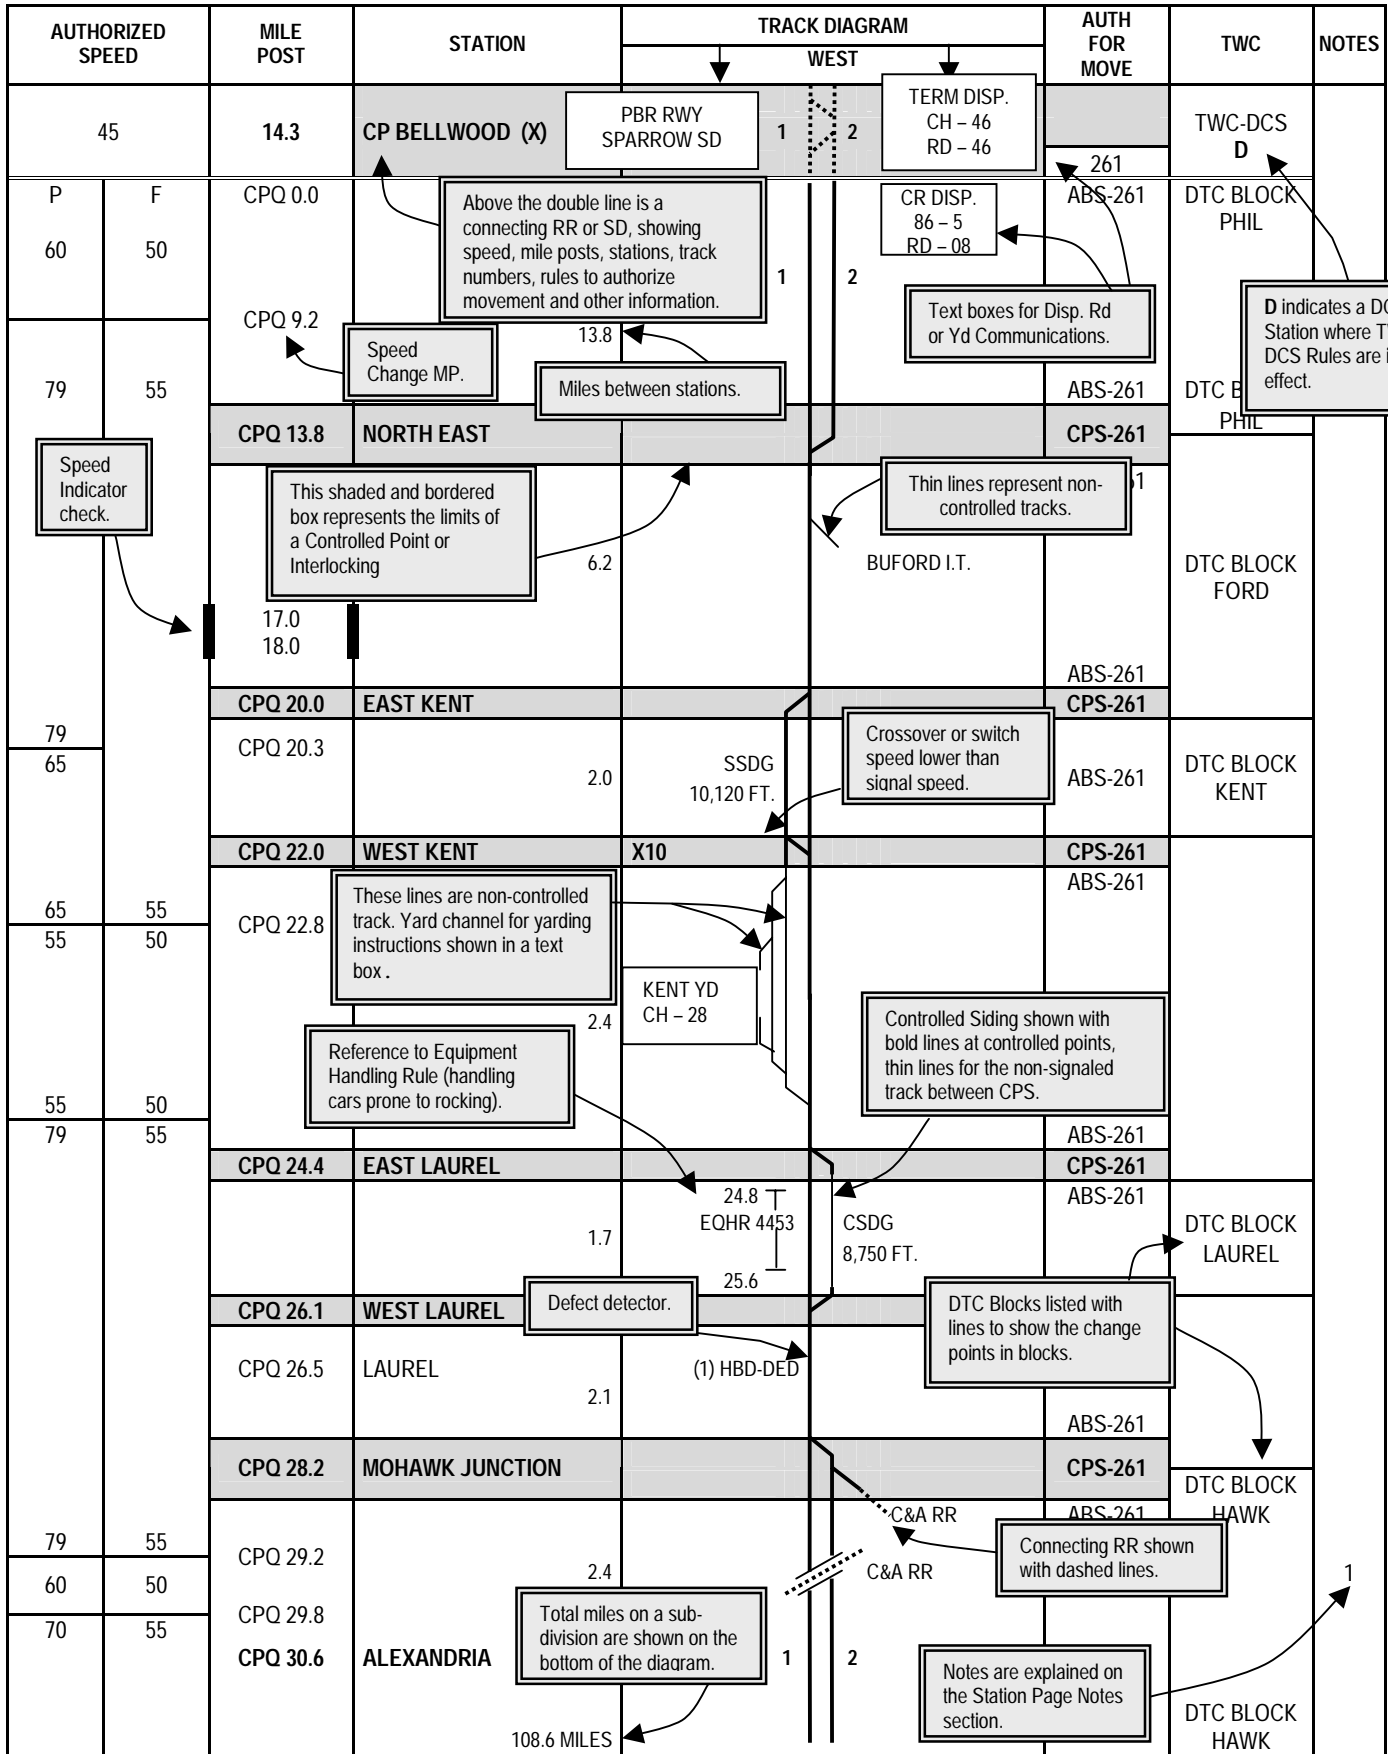 AUTHORIZED
SPEED
MILE
POST
STATION
TRACK DIAGRAM
WEST
AUTH
FOR
MOVE
TWC
NOTES
45
14.3
CP BELLWOOD (X)
PBR RWY
SPARROW SD
1
2
TERM DISP.
CH – 46
RD – 46
261
TWC-DCS
D
P F
CPQ 0.0
Above the double line is a
connecting RR or SD, showing
speed, mile posts, stations, track
numbers, rules to authorize
movement and other information.
CR DISP.
86 – 5
RD – 08
ABS-261
DTC BLOCK
PHIL
60 50
1 2
Text boxes for Disp. Rd
or Yd Communications.
D indicates a DC
Station where T
DCS Rules are i
effect.
CPQ 9.2
13.8
Speed
Change MP.
Miles between stations.
79 55
ABS-261
DTC B
PHIL
CPQ 13.8 NORTH EAST CPS-261
Speed
Indicator
check.
This shaded and bordered
box represents the limits of
a Controlled Point or
Interlocking
Thin lines represent non-
controlled tracks.
1
6.2
BUFORD I.T.
DTC BLOCK
FORD
17.0
18.0
ABS-261
CPQ 20.0 EAST KENT CPS-261
79
65
CPQ 20.3
2.0
SSDG
10,120 FT.
Crossover or switch
speed lower than
signal speed.
ABS-261
DTC BLOCK
KENT
CPQ 22.0 WEST KENT X10 CPS-261
ABS-261
65 55
55 50
CPQ 22.8
These lines are non-controlled
track. Yard channel for yarding
instructions shown in a text
box .
KENT YD
CH – 28
2.4
Controlled Siding shown with
bold lines at controlled points,
thin lines for the non-signaled
track between CPS.
Reference to Equipment
Handling Rule (handling
cars prone to rocking).
55 50
79 55
ABS-261
CPQ 24.4 EAST LAUREL CPS-261
ABS-261
24.8
EQHR 4453
25.6
1.7
CSDG
8,750 FT.
DTC BLOCK
LAUREL
CPQ 26.1 WEST LAUREL
Defect detector.
DTC Blocks listed with
lines to show the change
points in blocks.
CPQ 26.5 LAUREL
(1) HBD-DED
2.1
ABS-261
CPQ 28.2 MOHAWK JUNCTION CPS-261
DTC BLOCK
HAWK
C&A RR
ABS-261
79 55
CPQ 29.2
Connecting RR shown
with dashed lines.
2.4
C&A RR
1
60 50
CPQ 29.8
70 55
Total miles on a sub-
division are shown on the
bottom of the diagram.
CPQ 30.6 ALEXANDRIA
1 2
Notes are explained on
the Station Page Notes
section.
108.6 MILES
DTC BLOCK
HAWK